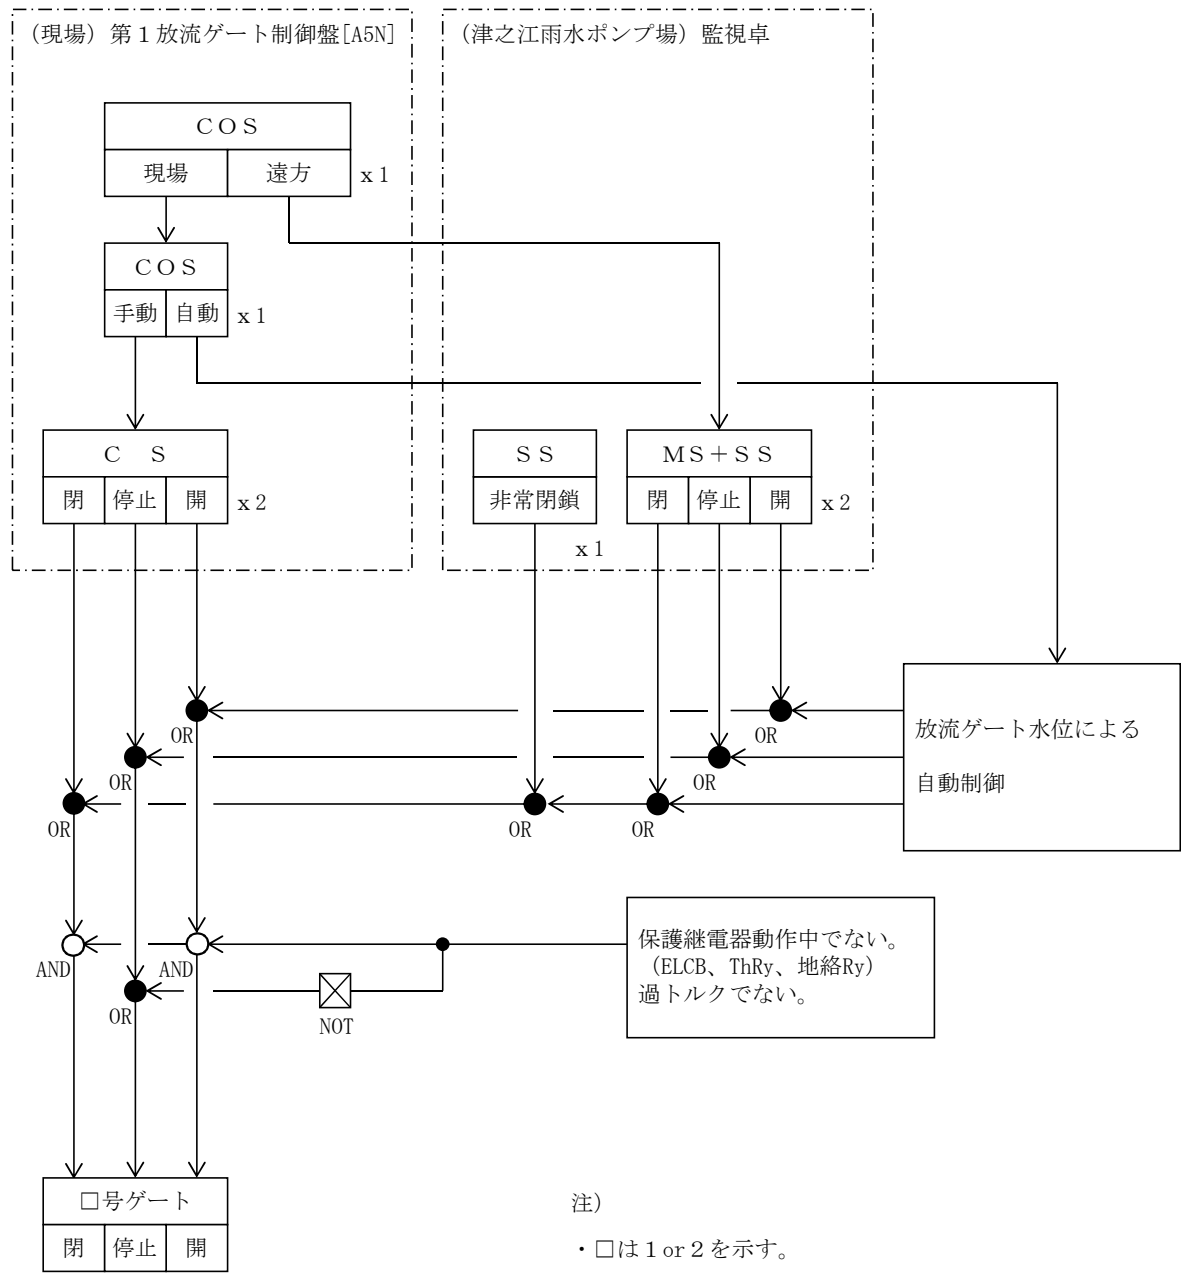 (現場) 第１放流ゲート制御盤[A5N]
(津之江雨水ポンプ場) 監視卓
ＣＯＳ
現場 遠方 ｘ１
ＣＯＳ
手動 自動 ｘ１
Ｃ Ｓ
閉 停止 開 ｘ２
ＳＳ
非常閉鎖
ｘ１
ＭＳ＋ＳＳ
閉 停止 開 ｘ２
放流ゲート水位による
自動制御
OR
OR
OR
OR
OR
OR
OR
保護継電器動作中でない。
(ELCB、ThRy、地絡Ry)
過トルクでない。
AND
AND
OR
NOT
□号ゲート
閉 停止 開
注)
・□は１or２を示す。